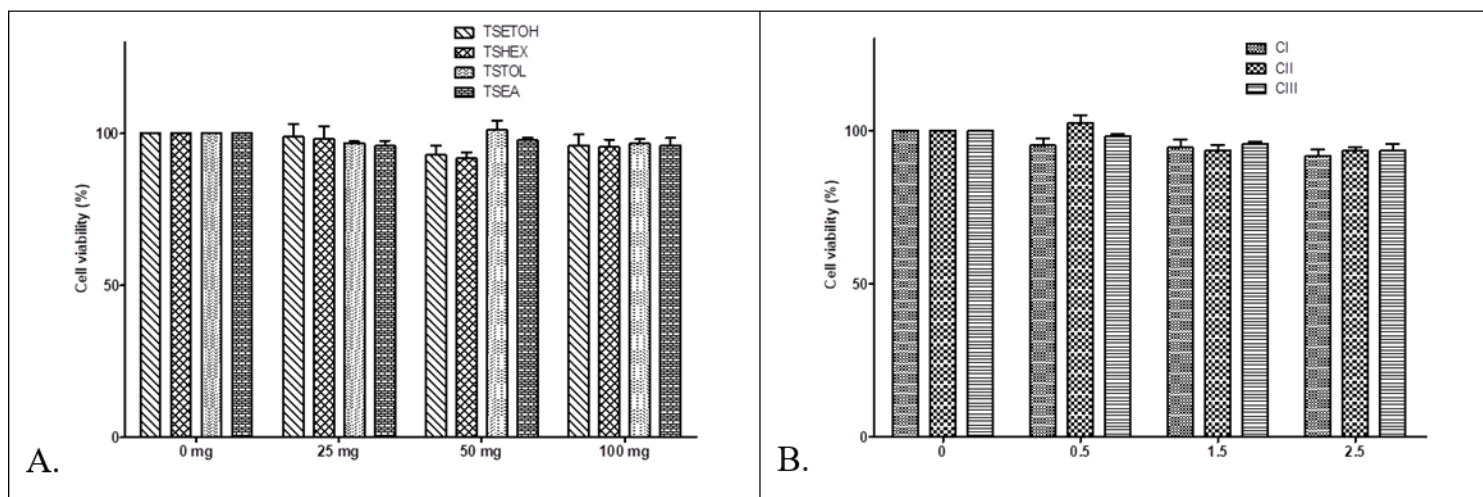 TSETOH
TSHEX
TSTOL
TSEA
100
50
0
Cell viability (%)
0 mg
25 mg
50 mg
100 mg
A.
CI
CII
CIII
100
50
0
Cell viability (%)
0
0.5
1.5
2.5
B.